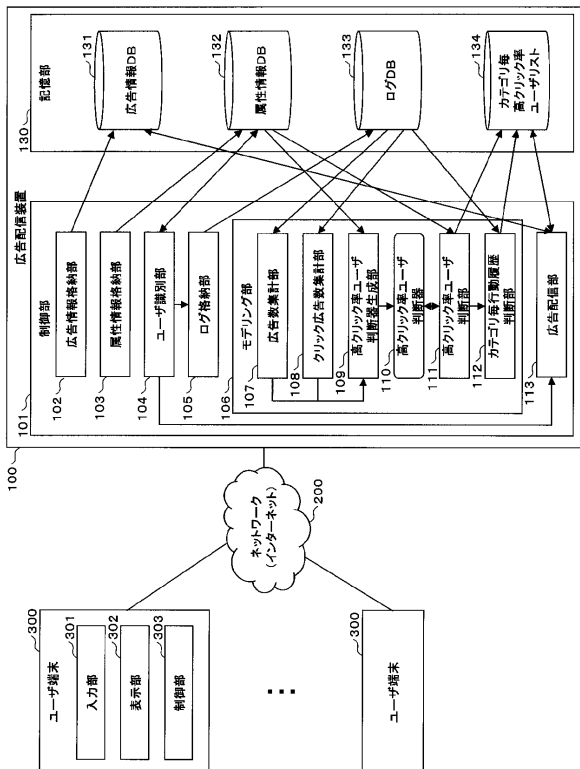 広告配信装置
100
制御部
101
広告情報格納部
102
属性情報格納部
103
ユーザ識別部
104
ログ格納部
105
モデリング部
106
広告数集計部
107
クリック広告数集計部
108
高クリック率ユーザ
判断器生成部
109
高クリック率ユーザ
判断器
110
高クリック率ユーザ
判断部
111
カテゴリ毎行動履歴
判断部
112
広告配信部
113
記憶部
130
広告情報DB
131
属性情報DB
132
ログDB
133
カテゴリ毎
高クリック率
ユーザリスト
134
ネットワーク
(インターネット)
200
ユーザ端末
300
入力部
301
表示部
302
制御部
303
ユーザ端末
300